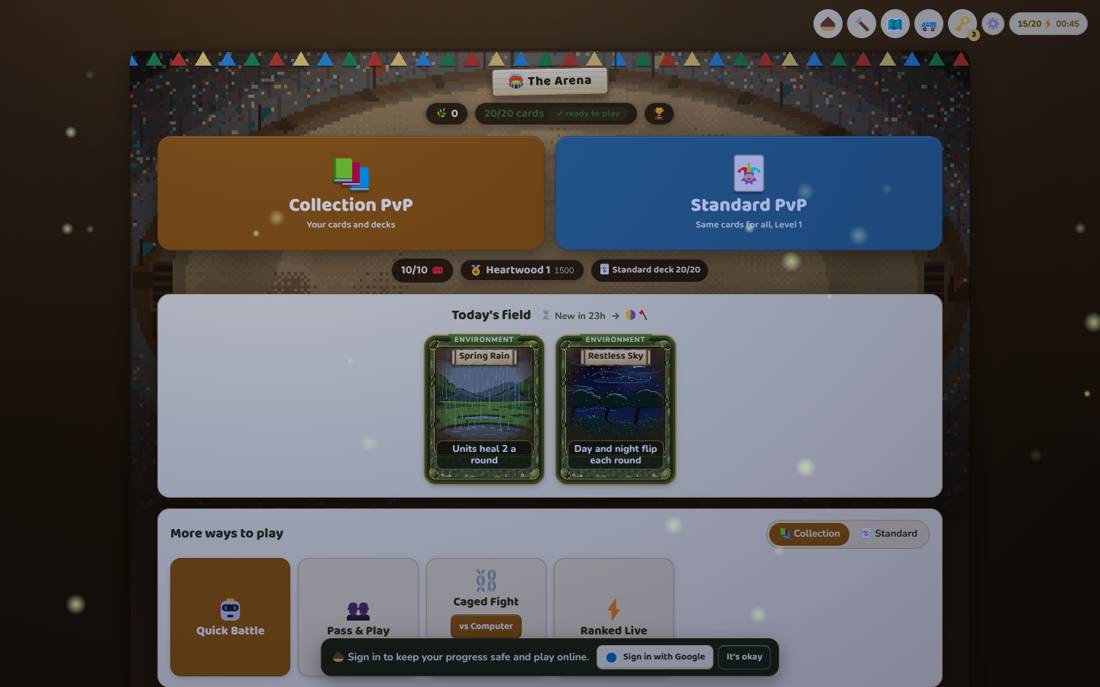 3
15/20 00:45
The Arena
0
20/20 cards ✓ ready to play
Collection PvP
Your cards and decks
Standard PvP
Same cards for all, Level 1
10/10
Heartwood 1 1500
Standard deck 20/20
Today's field
New in 23h →
ENVIRONMENT
Spring Rain
Units heal 2 a
round
ENVIRONMENT
Restless Sky
Day and night flip
each round
More ways to play
Collection
Standard
Quick Battle
Pass & Play
Caged Fight
vs Computer
Ranked Live
Sign in to keep your progress safe and play online.
Sign in with Google
It's okay